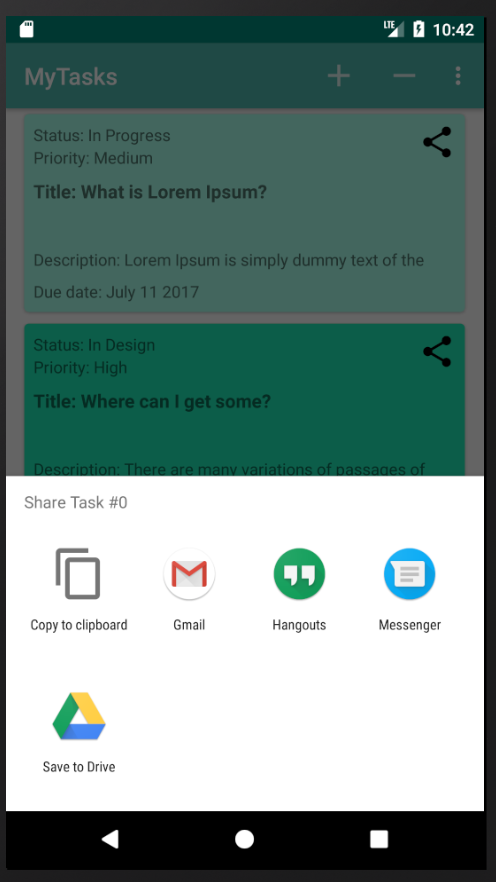 LTE 10:42
MyTasks
Status: In Progress
Priority: Medium
Title: What is Lorem Ipsum?
Description: Lorem Ipsum is simply dummy text of the
Due date: July 11 2017
Status: In Design
Priority: High
Title: Where can I get some?
Description: There are many variations of passages of
Share Task #0
Copy to clipboard
Gmail
Hangouts
Messenger
Save to Drive